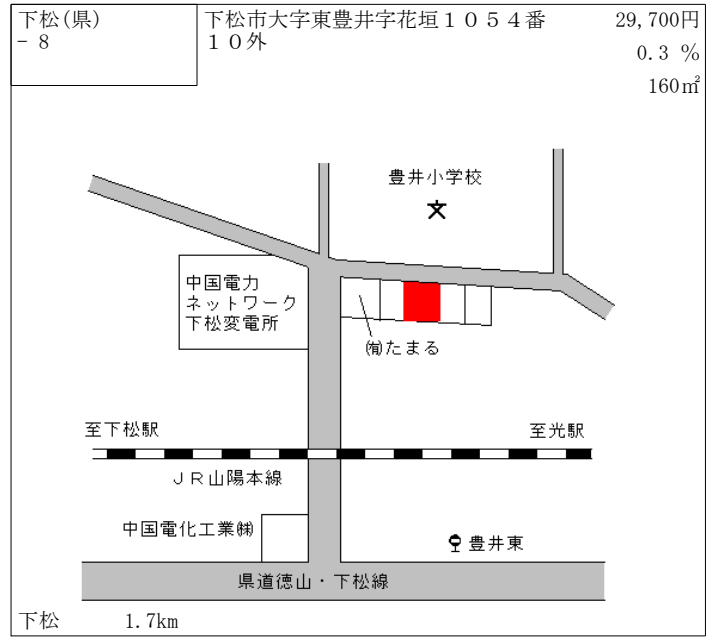 下松(県)
－８
下松市大字東豊井字花垣１０５４番
１０外
29,700円
0.3 %
160㎡
豊井小学校
中国電力
ネットワーク
下松変電所
㈲たまる
至下松駅
至光駅
ＪＲ山陽本線
中国電化工業㈱
豊井東
県道徳山・下松線
下松 1.7km